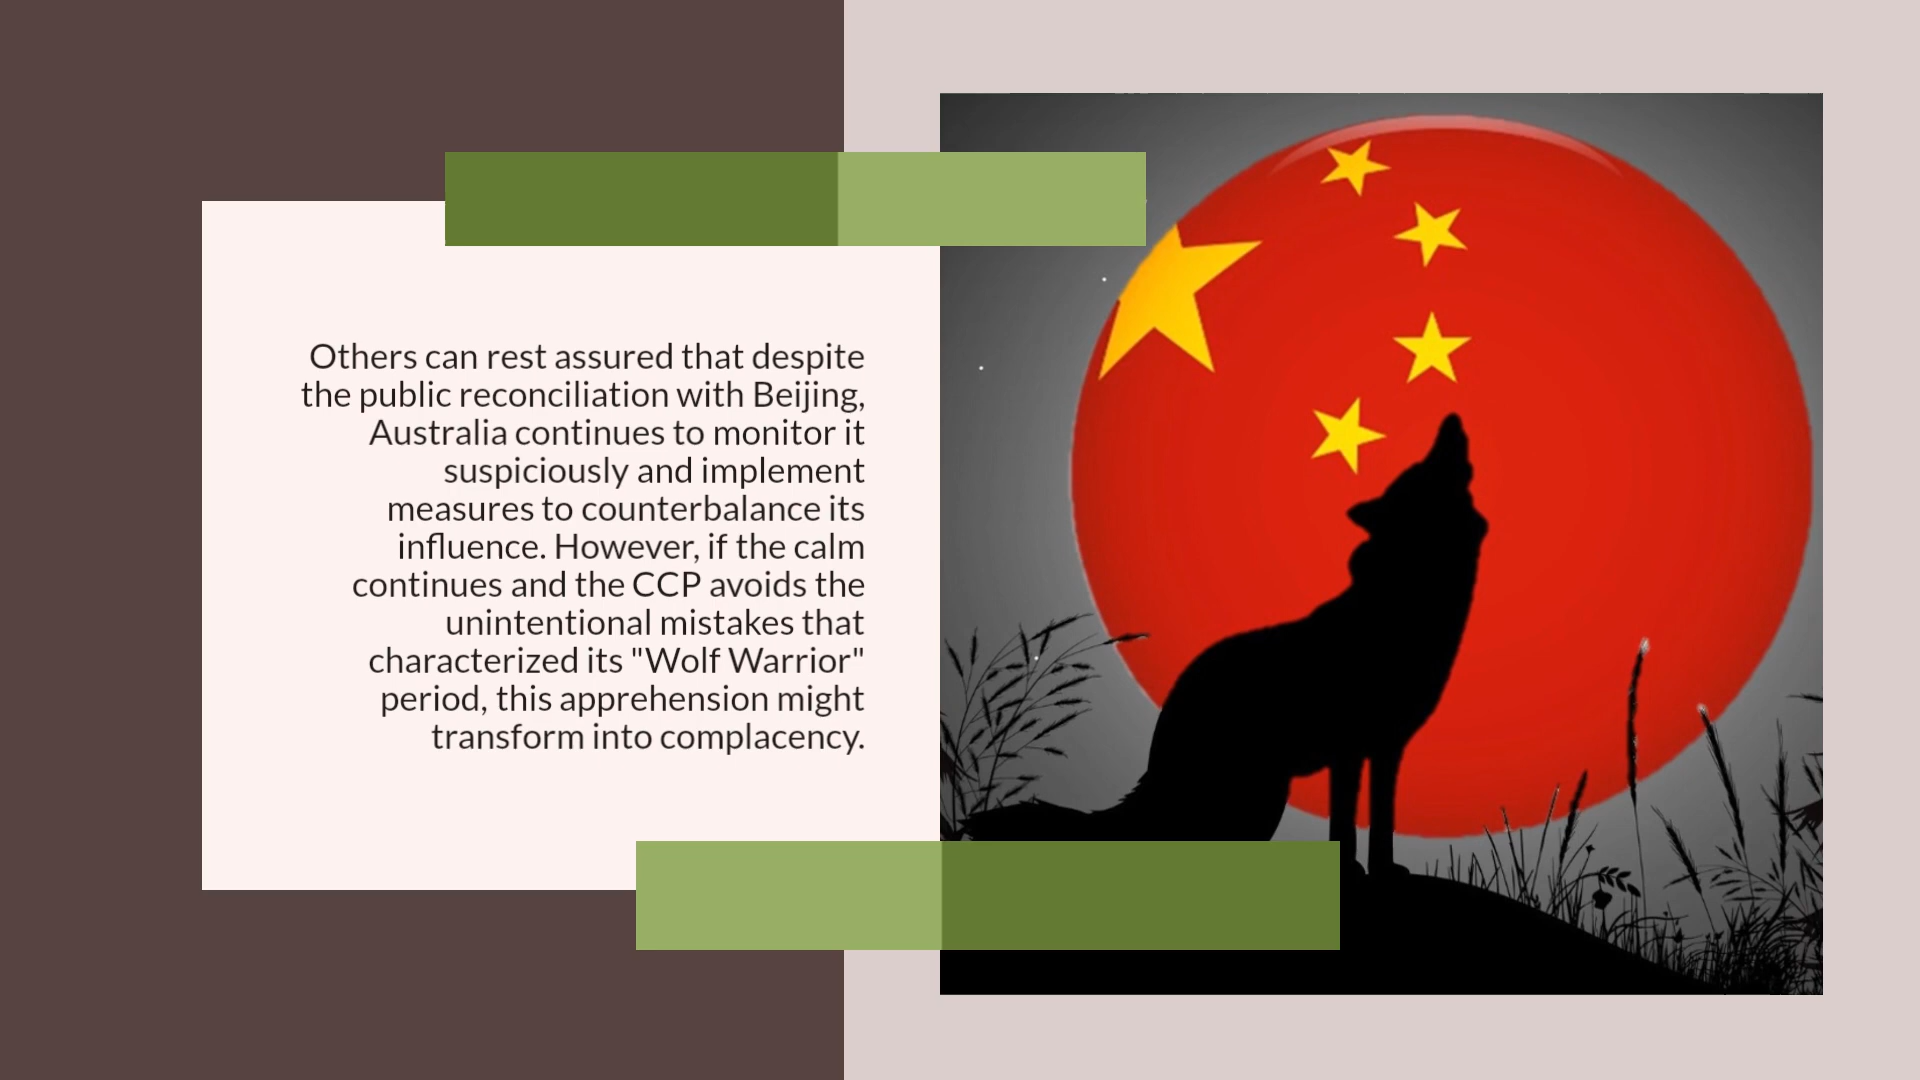 Others can rest assured that despite
the public reconciliation with Beijing,
Australia continues to monitor it
suspiciously and implement
measures to counterbalance its
influence. However, if the calm
continues and the CCP avoids the
unintentional mistakes that
characterized its "Wolf Warrior"
period, this apprehension might
transform into complacency.